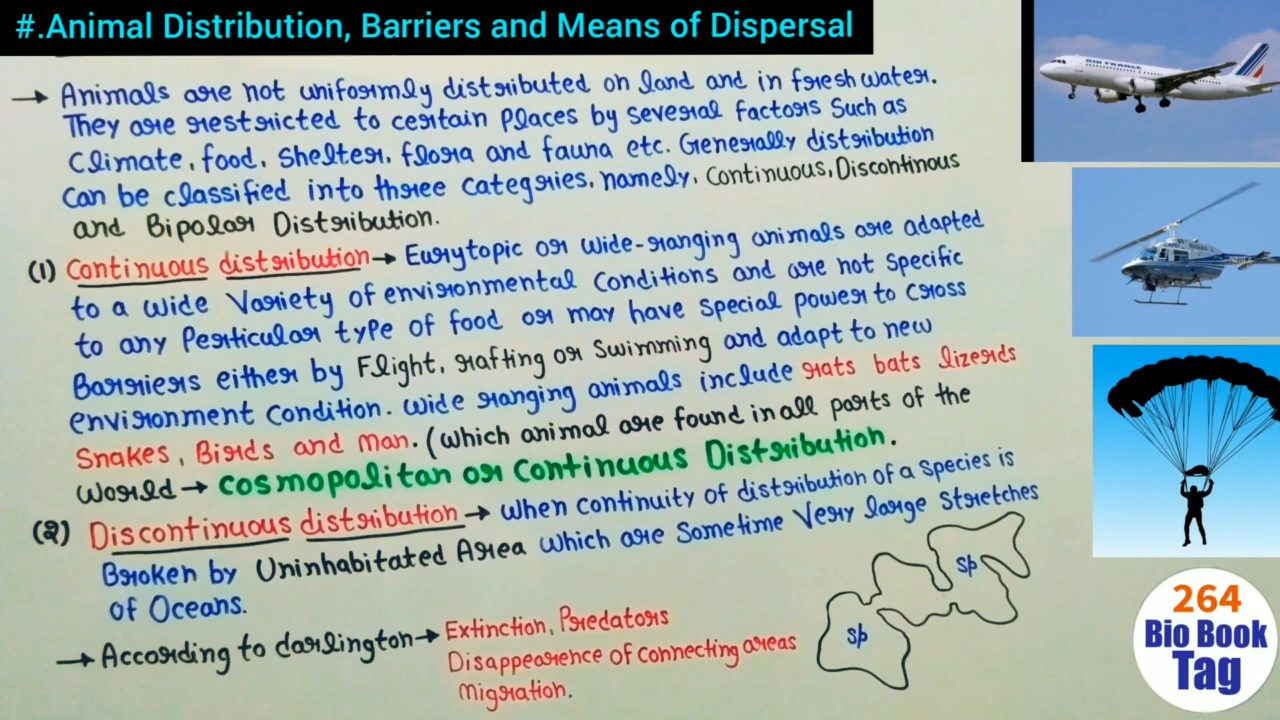 #.Animal Distribution, Barriers and Means of Dispersal
→ Animals are not uniformly distributed on land and in fresh water.
They are restricted to certain places by several factors such as
Climate, food, shelter, flora and fauna etc. Generally distribution
can be classified into three categries, namely, Continuous, Discontinous
and Bipolar Distribution.
(1) Continuous distribution → Eurytopic or wide-ranging animals are adapted
to a wide Variety of environmental Conditions and are not specific
to any Perticular type of food or may have special power to cross
Barriers either by Flight, rafting or Swimming and adapt to new
environment condition. wide ranging animals include rats bats lizerds
Snakes, Birds and man. (which animal are found in all parts of the
World → cosmopolitan or Continuous Distribution.
(2) Discontinuous distribution → when continuity of distribution of a species is
Broken by Uninhabitated Area which are Sometime Very large Stretches
of Oceans.
→ According to darlington → Extinction, Predators
Disappearence of connecting areas
migration.
sp
sp
AIR FRANCE
264
Bio Book
Tag